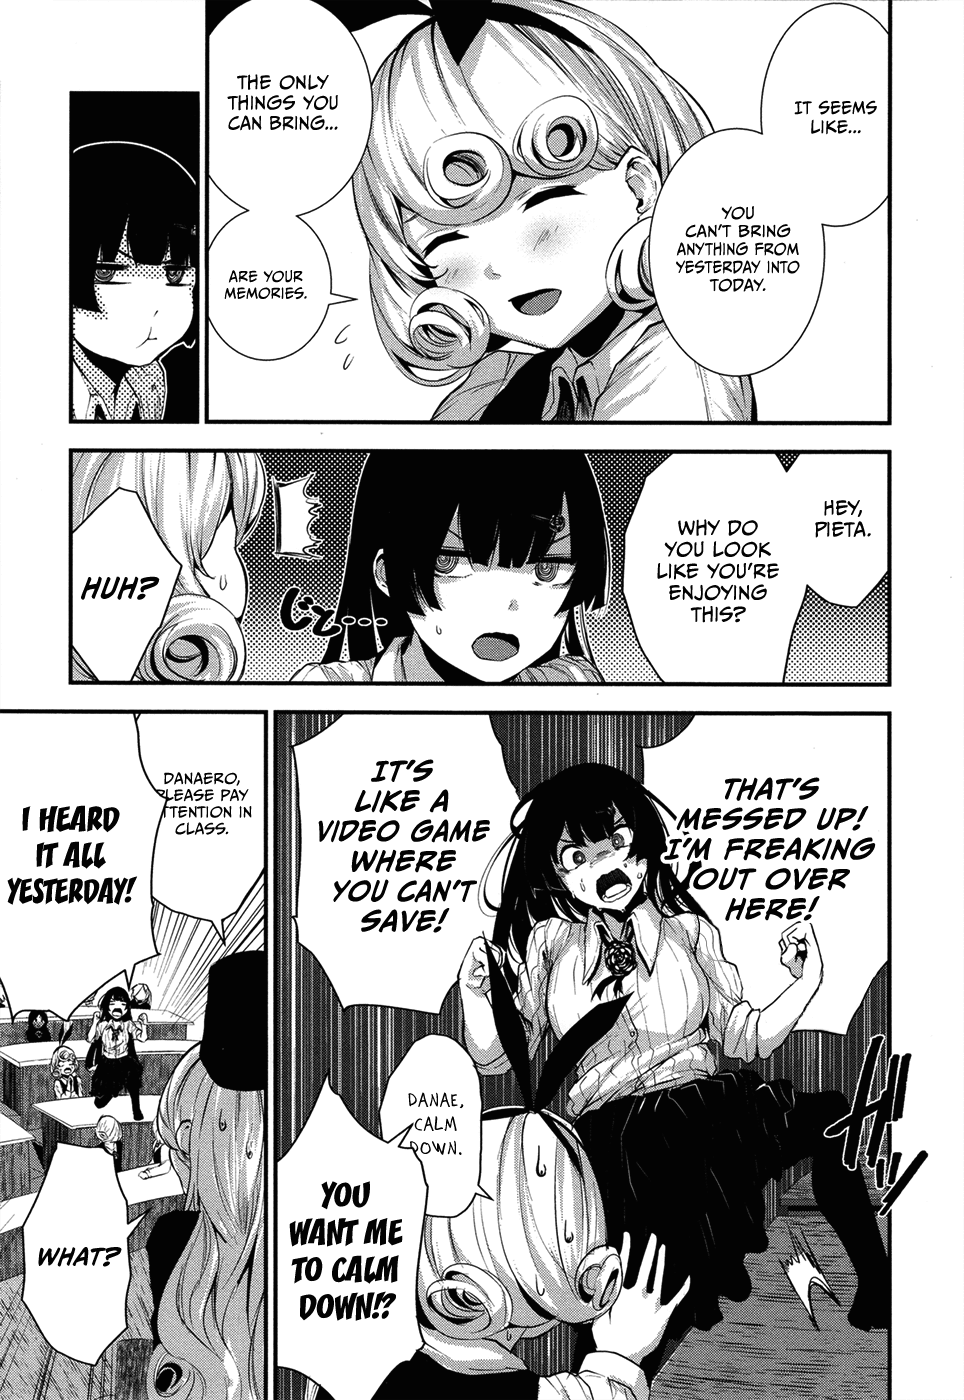 IT SEEMS
LIKE...
YOU
CAN'T BRING
ANYTHING FROM
YESTERDAY INTO
TODAY.
THE ONLY
THINGS YOU
CAN BRING...
ARE YOUR
MEMORIES.
HEY,
PIETA.
WHY DO
YOU LOOK
LIKE YOU'RE
ENJOYING
THIS?
じとー…
HUH?
THAT'S
MESSED UP!
I'M FREAKING
OUT OVER
HERE!
IT'S
LIKE A
VIDEO GAME
WHERE
YOU CAN'T
SAVE!
DANAE,
CALM
DOWN.
YOU
WANT ME
TO CALM
DOWN!?
DANAERO,
PLEASE PAY
ATTENTION IN
CLASS.
I HEARD
IT ALL
YESTERDAY!
WHAT?